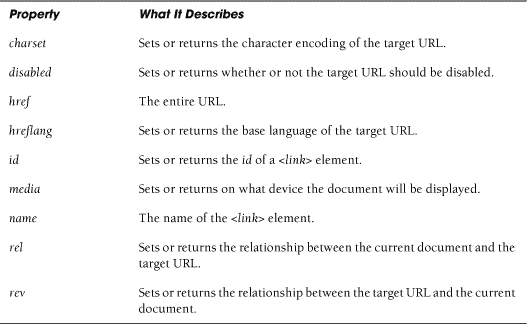 Property What It Describes
charset Sets or returns the character encoding of the target URL.
disabled Sets or returns whether or not the target URL should be disabled.
href The entire URL.
hreflang Sets or returns the base language of the target URL.
id Sets or returns the id of a <link> element.
media Sets or returns on what device the document will be displayed.
name The name of the <link> element.
rel Sets or returns the relationship between the current document and the
target URL.
rev Sets or returns the relationship between the target URL and the current
document.